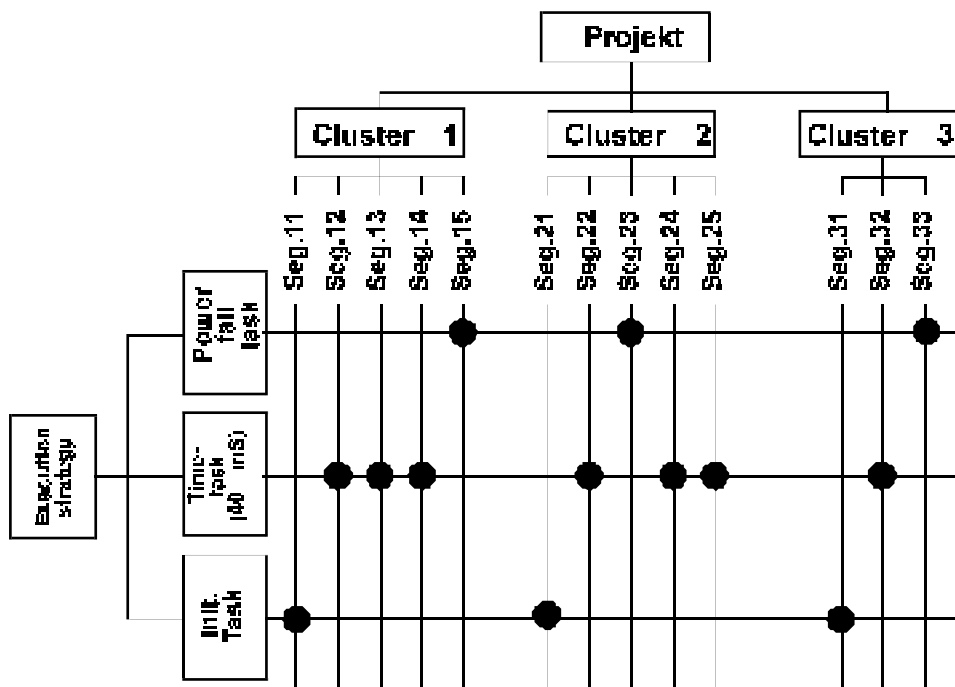 Projekt
Cluster 1
Cluster 2
Cluster 3
Seg.11
Seg.12
Seg.13
Seg.14
Seg.15
Seg.21
Seg.22
Seg.23
Seg.24
Seg.25
Seg.31
Seg.32
Seg.33
Power
fail
task
Execution
strategy
Time-
task
(40 mS)
Init.
Task